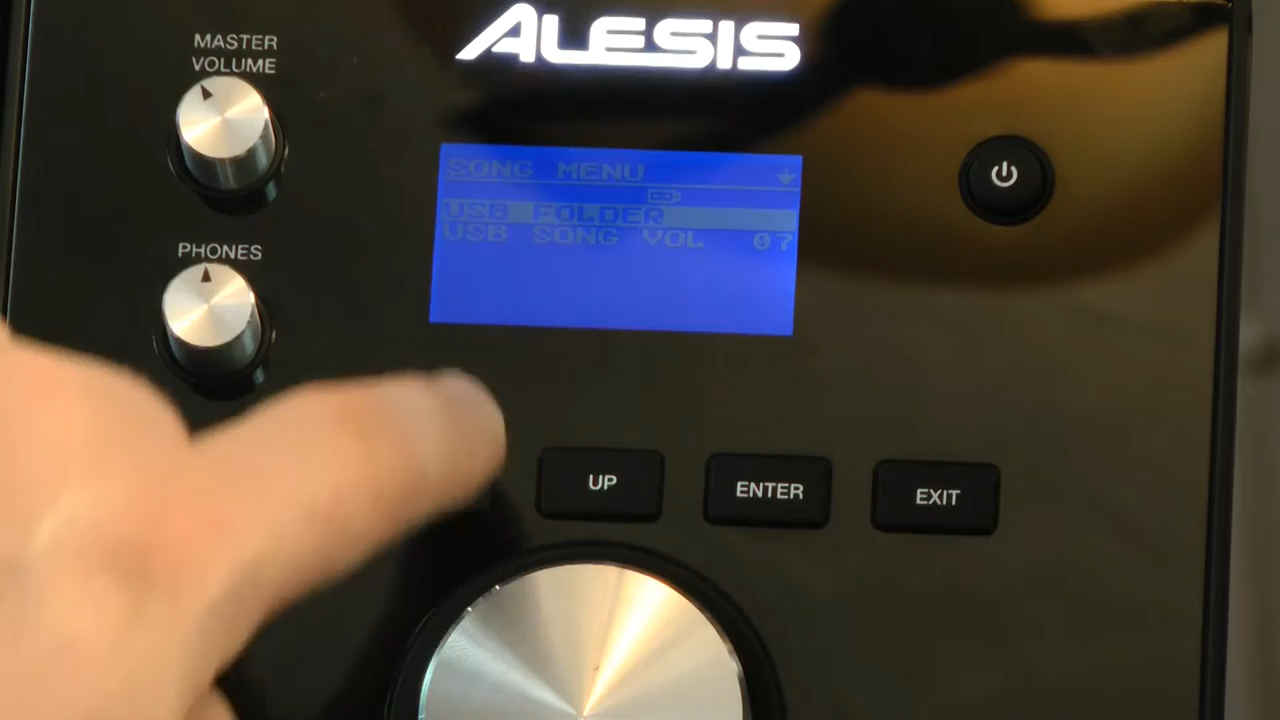 ALESIS
MASTER
VOLUME
SONG MENU
USB FOLDER
USB SONG VOL 07
PHONES
UP
ENTER
EXIT